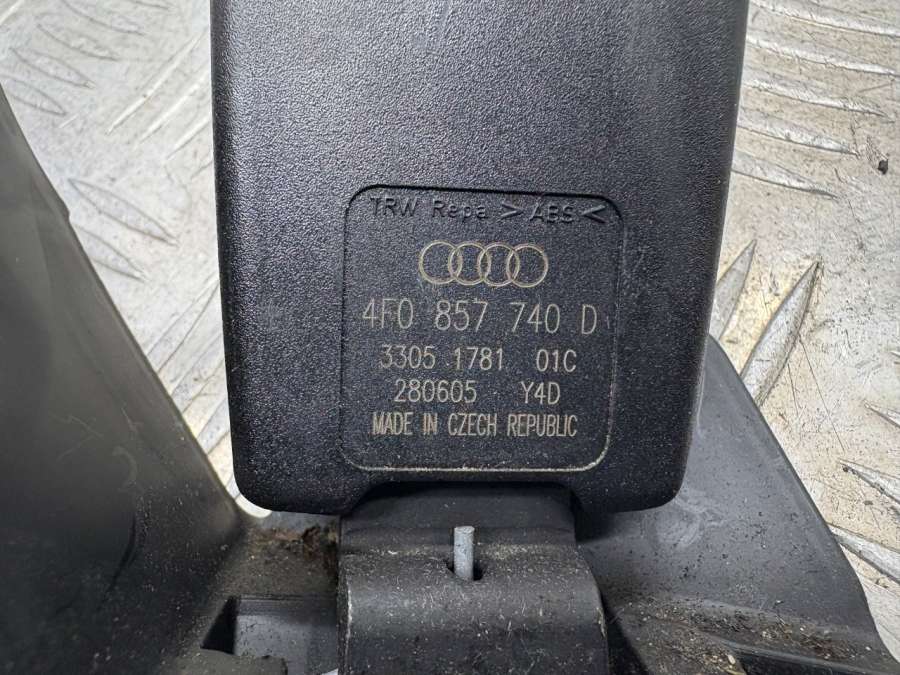 TRW Repa > ABS <
4F0 857 740 D
3305 1781 01C
280605 Y4D
MADE IN CZECH REPUBLIC